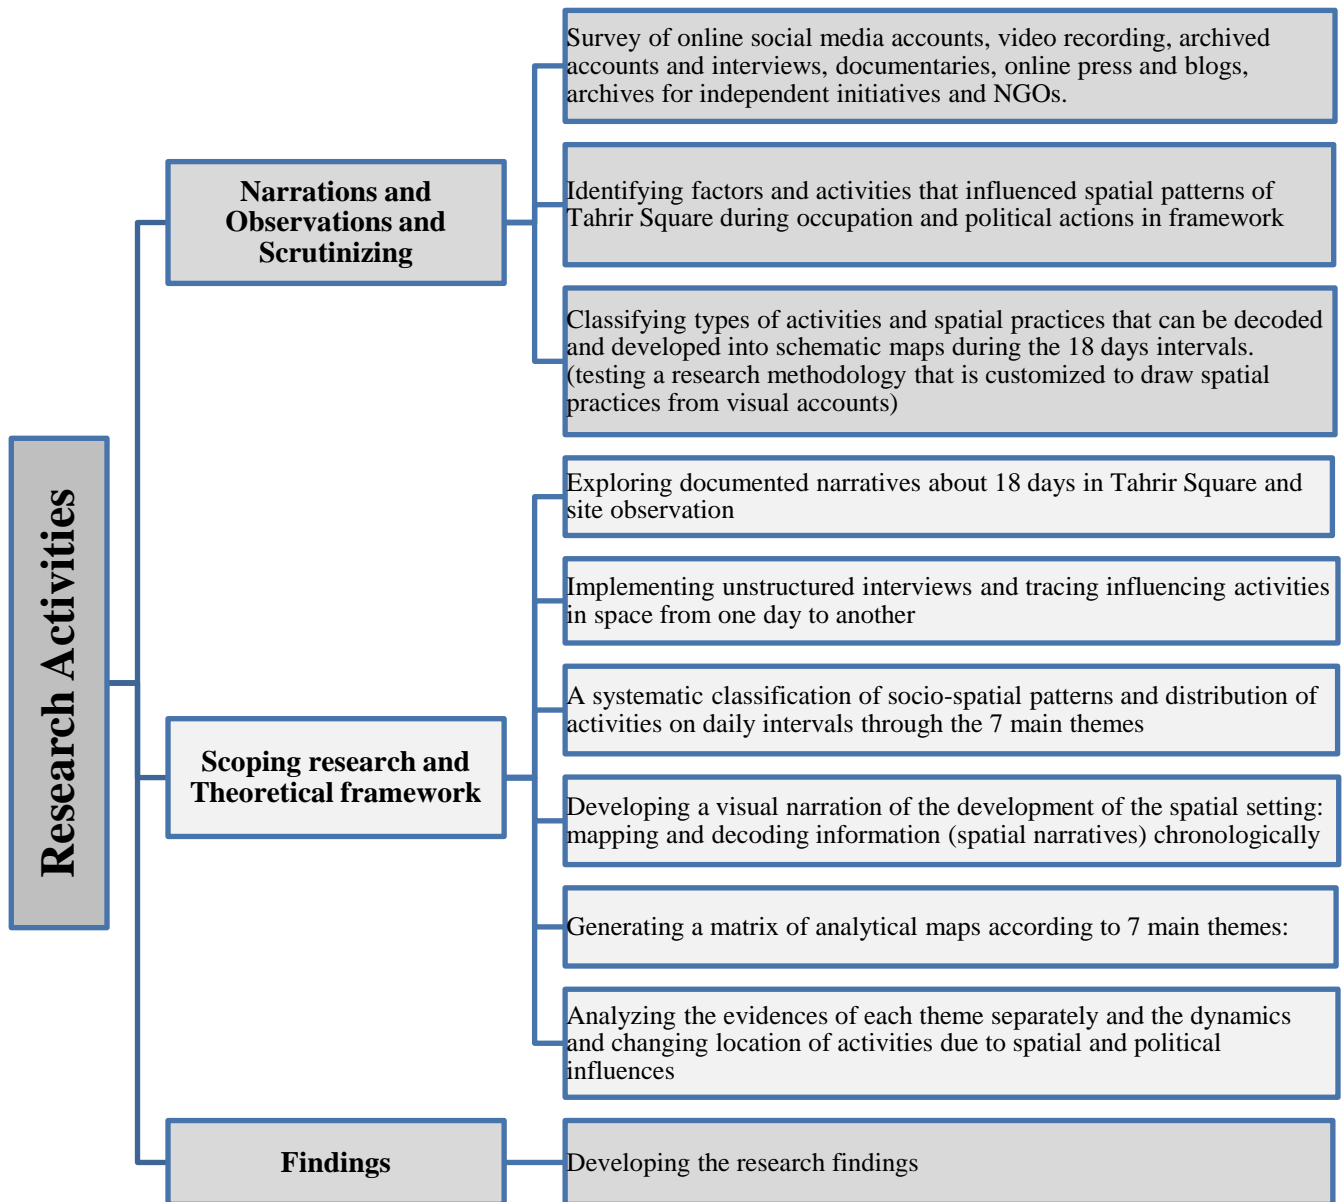 Research Activities
Narrations and
Observations and
Scrutinizing
Survey of online social media accounts, video recording, archived
accounts and interviews, documentaries, online press and blogs,
archives for independent initiatives and NGOs.
Identifying factors and activities that influenced spatial patterns of
Tahrir Square during occupation and political actions in framework
Classifying types of activities and spatial practices that can be decoded
and developed into schematic maps during the 18 days intervals.
(testing a research methodology that is customized to draw spatial
practices from visual accounts)
Scoping research and
Theoretical framework
Exploring documented narratives about 18 days in Tahrir Square and
site observation
Implementing unstructured interviews and tracing influencing activities
in space from one day to another
A systematic classification of socio-spatial patterns and distribution of
activities on daily intervals through the 7 main themes
Developing a visual narration of the development of the spatial setting:
mapping and decoding information (spatial narratives) chronologically
Generating a matrix of analytical maps according to 7 main themes:
Analyzing the evidences of each theme separately and the dynamics
and changing location of activities due to spatial and political
influences
Findings
Developing the research findings